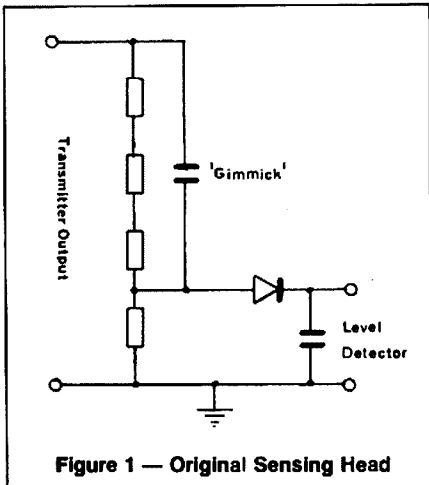 Transmitter Output
'Gimmick'
Level
Detector
Figure 1 — Original Sensing Head